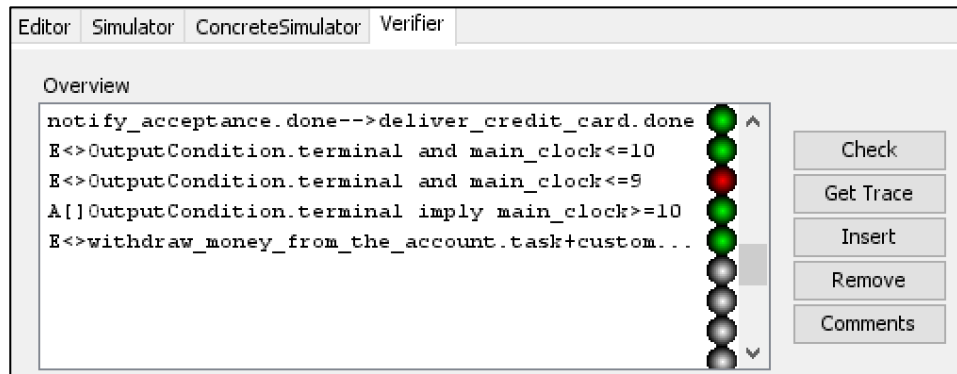 Editor Simulator ConcreteSimulator Verifier
Overview
notify_acceptance.done-->deliver_credit_card.done
E<>OutputCondition.terminal and main_clock<=10
Check
E<>OutputCondition.terminal and main_clock<=9
Get Trace
A[]OutputCondition.terminal imply main_clock>=10
Insert
E<>withdraw_money_from_the_account.task+custom...
Remove
Comments